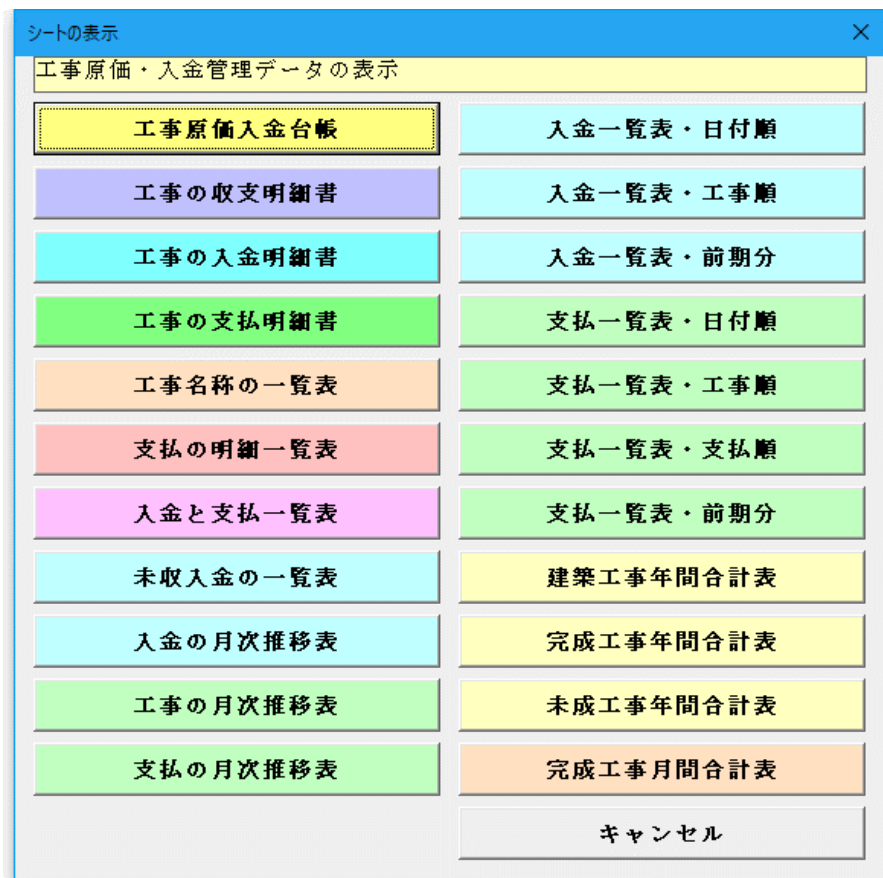 シートの表示
工事原価・入金管理データの表示
工事原価入金台帳
工事の収支明細書
工事の入金明細書
工事の支払明細書
工事名称の一覧表
支払の明細一覧表
入金と支払一覧表
未収入金の一覧表
入金の月次推移表
工事の月次推移表
支払の月次推移表
入金一覧表・日付順
入金一覧表・工事順
入金一覧表・前期分
支払一覧表・日付順
支払一覧表・工事順
支払一覧表・支払順
支払一覧表・前期分
建築工事年間合計表
完成工事年間合計表
未成工事年間合計表
完成工事月間合計表
キャンセル